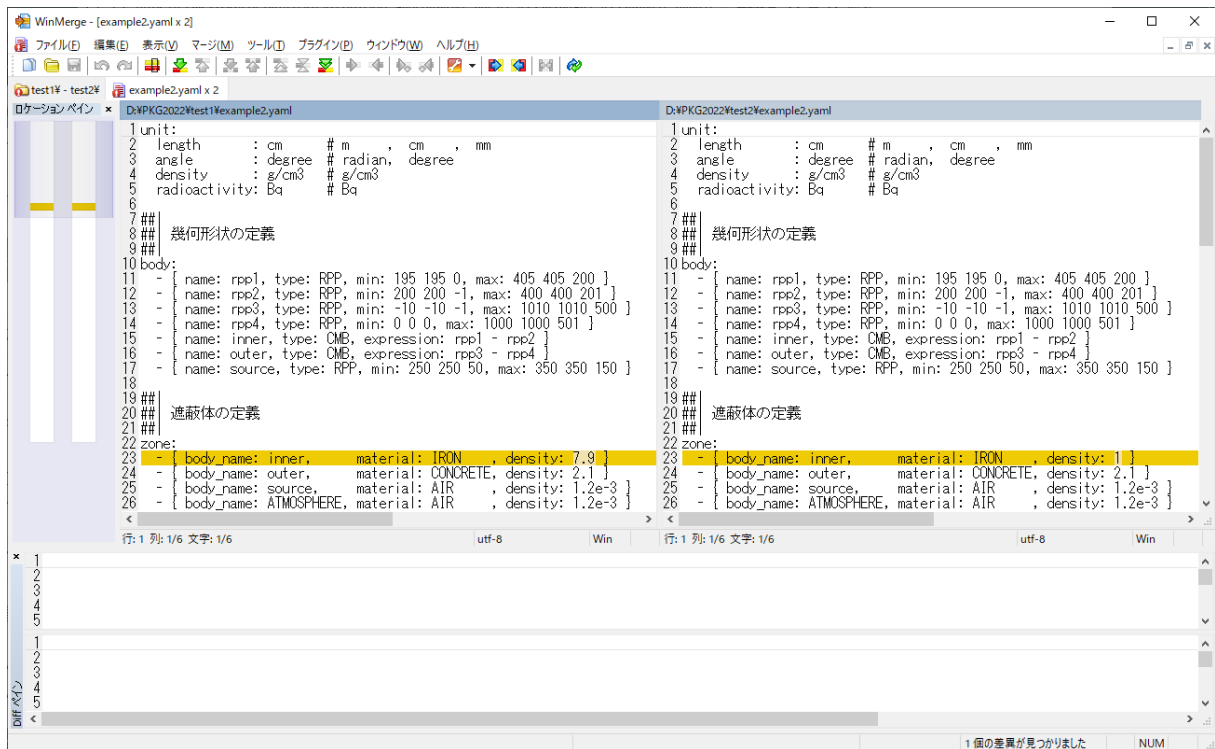 WinMerge - [example2.yaml x 2]
ファイル(F) 編集(E) 表示(V) マージ(M) ツール(T) プラグイン(P) ウィンドウ(W) ヘルプ(H)
test1¥ - test2¥ example2.yaml x 2
ロケーション ペイン
D:¥PKG2022¥test1¥example2.yaml
1 unit:
2   length       : cm     # m    ,  cm   ,  mm
3   angle        : degree # radian,  degree
4   density      : g/cm3  # g/cm3
5   radioactivity: Bq     # Bq
6
7 ##|
8 ##|  幾何形状の定義
9 ##|
10 body:
11   - { name: rpp1, type: RPP, min: 195 195 0, max: 405 405 200 }
12   - { name: rpp2, type: RPP, min: 200 200 -1, max: 400 400 201 }
13   - { name: rpp3, type: RPP, min: -10 -10 -1, max: 1010 1010 500 }
14   - { name: rpp4, type: RPP, min: 0 0 0, max: 1000 1000 501 }
15   - { name: inner, type: CMB, expression: rpp1 - rpp2 }
16   - { name: outer, type: CMB, expression: rpp3 - rpp4 }
17   - { name: source, type: RPP, min: 250 250 50, max: 350 350 150 }
18
19 ##|
20 ##|  遮蔽体の定義
21 ##|
22 zone:
23   - { body_name: inner,      material: IRON    , density: 7.9 }
24   - { body_name: outer,      material: CONCRETE, density: 2.1 }
25   - { body_name: source,     material: AIR     , density: 1.2e-3 }
26   - { body_name: ATMOSPHERE, material: AIR     , density: 1.2e-3 }
行: 1 列: 1/6 文字: 1/6 utf-8 Win
D:¥PKG2022¥test2¥example2.yaml
1 unit:
2   length       : cm     # m    ,  cm   ,  mm
3   angle        : degree # radian,  degree
4   density      : g/cm3  # g/cm3
5   radioactivity: Bq     # Bq
6
7 ##|
8 ##|  幾何形状の定義
9 ##|
10 body:
11   - { name: rpp1, type: RPP, min: 195 195 0, max: 405 405 200 }
12   - { name: rpp2, type: RPP, min: 200 200 -1, max: 400 400 201 }
13   - { name: rpp3, type: RPP, min: -10 -10 -1, max: 1010 1010 500 }
14   - { name: rpp4, type: RPP, min: 0 0 0, max: 1000 1000 501 }
15   - { name: inner, type: CMB, expression: rpp1 - rpp2 }
16   - { name: outer, type: CMB, expression: rpp3 - rpp4 }
17   - { name: source, type: RPP, min: 250 250 50, max: 350 350 150 }
18
19 ##|
20 ##|  遮蔽体の定義
21 ##|
22 zone:
23   - { body_name: inner,      material: IRON    , density: 1 }
24   - { body_name: outer,      material: CONCRETE, density: 2.1 }
25   - { body_name: source,     material: AIR     , density: 1.2e-3 }
26   - { body_name: ATMOSPHERE, material: AIR     , density: 1.2e-3 }
行: 1 列: 1/6 文字: 1/6 utf-8 Win
Diff ペイン
1
2
3
4
5
1
2
3
4
5
1 個の差異が見つかりました NUM